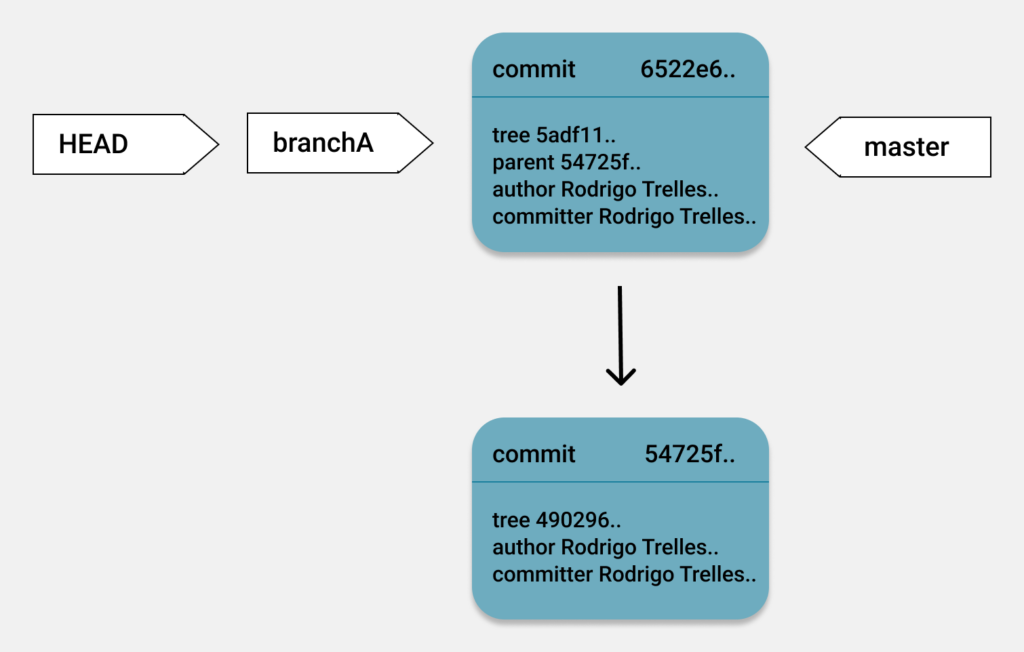 commit 6522e6..
tree 5adf11..
parent 54725f..
author Rodrigo Trelles..
committer Rodrigo Trelles..
HEAD
branchA
master
commit 54725f..
tree 490296..
author Rodrigo Trelles..
committer Rodrigo Trelles..